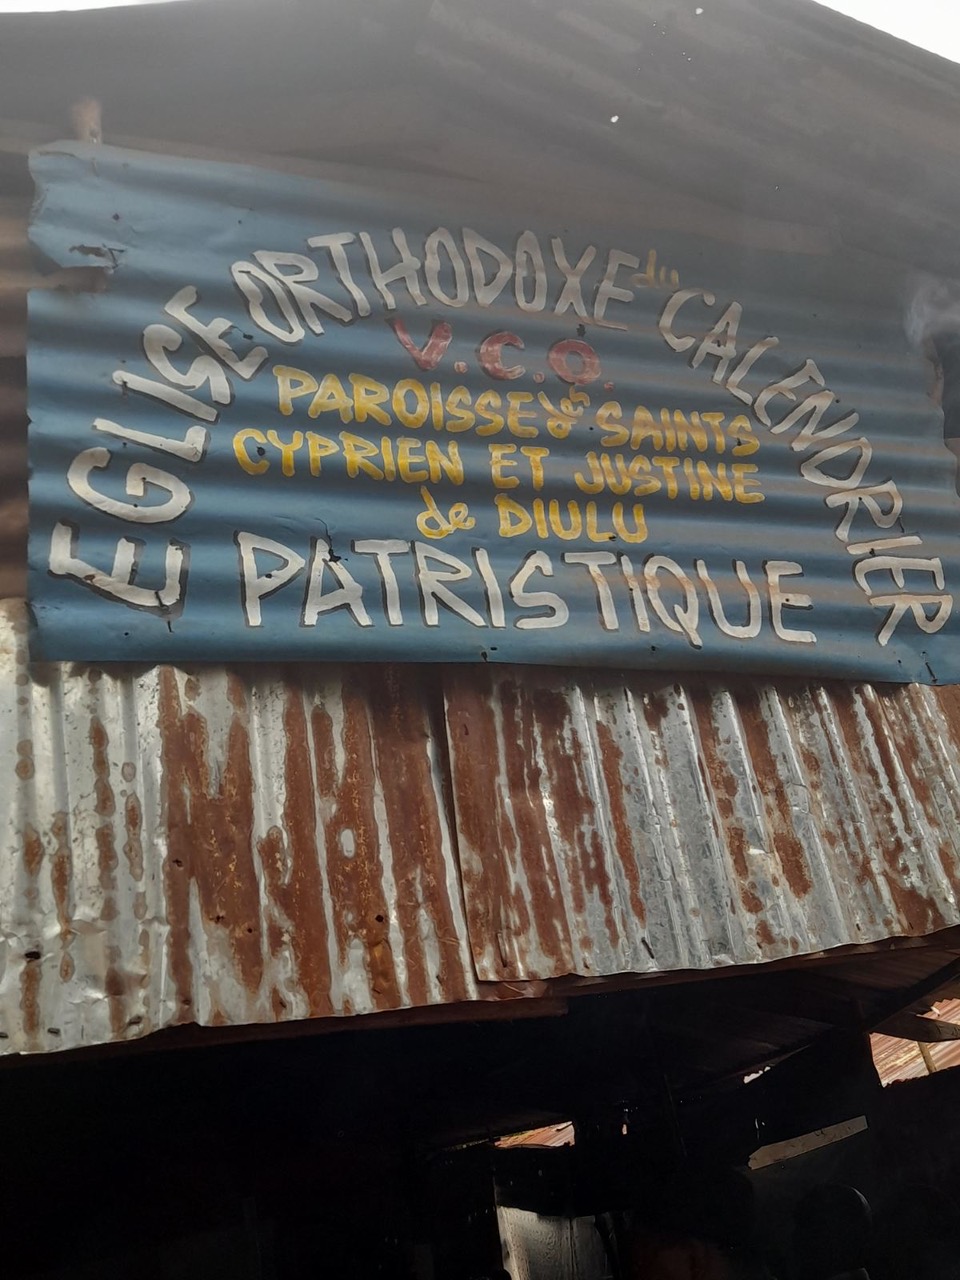 EGLISE ORTHODOXE du CALENDRIER
V.C.O.
PAROISSE des SAINTS
CYPRIEN ET JUSTINE
de DIULU
PATRISTIQUE